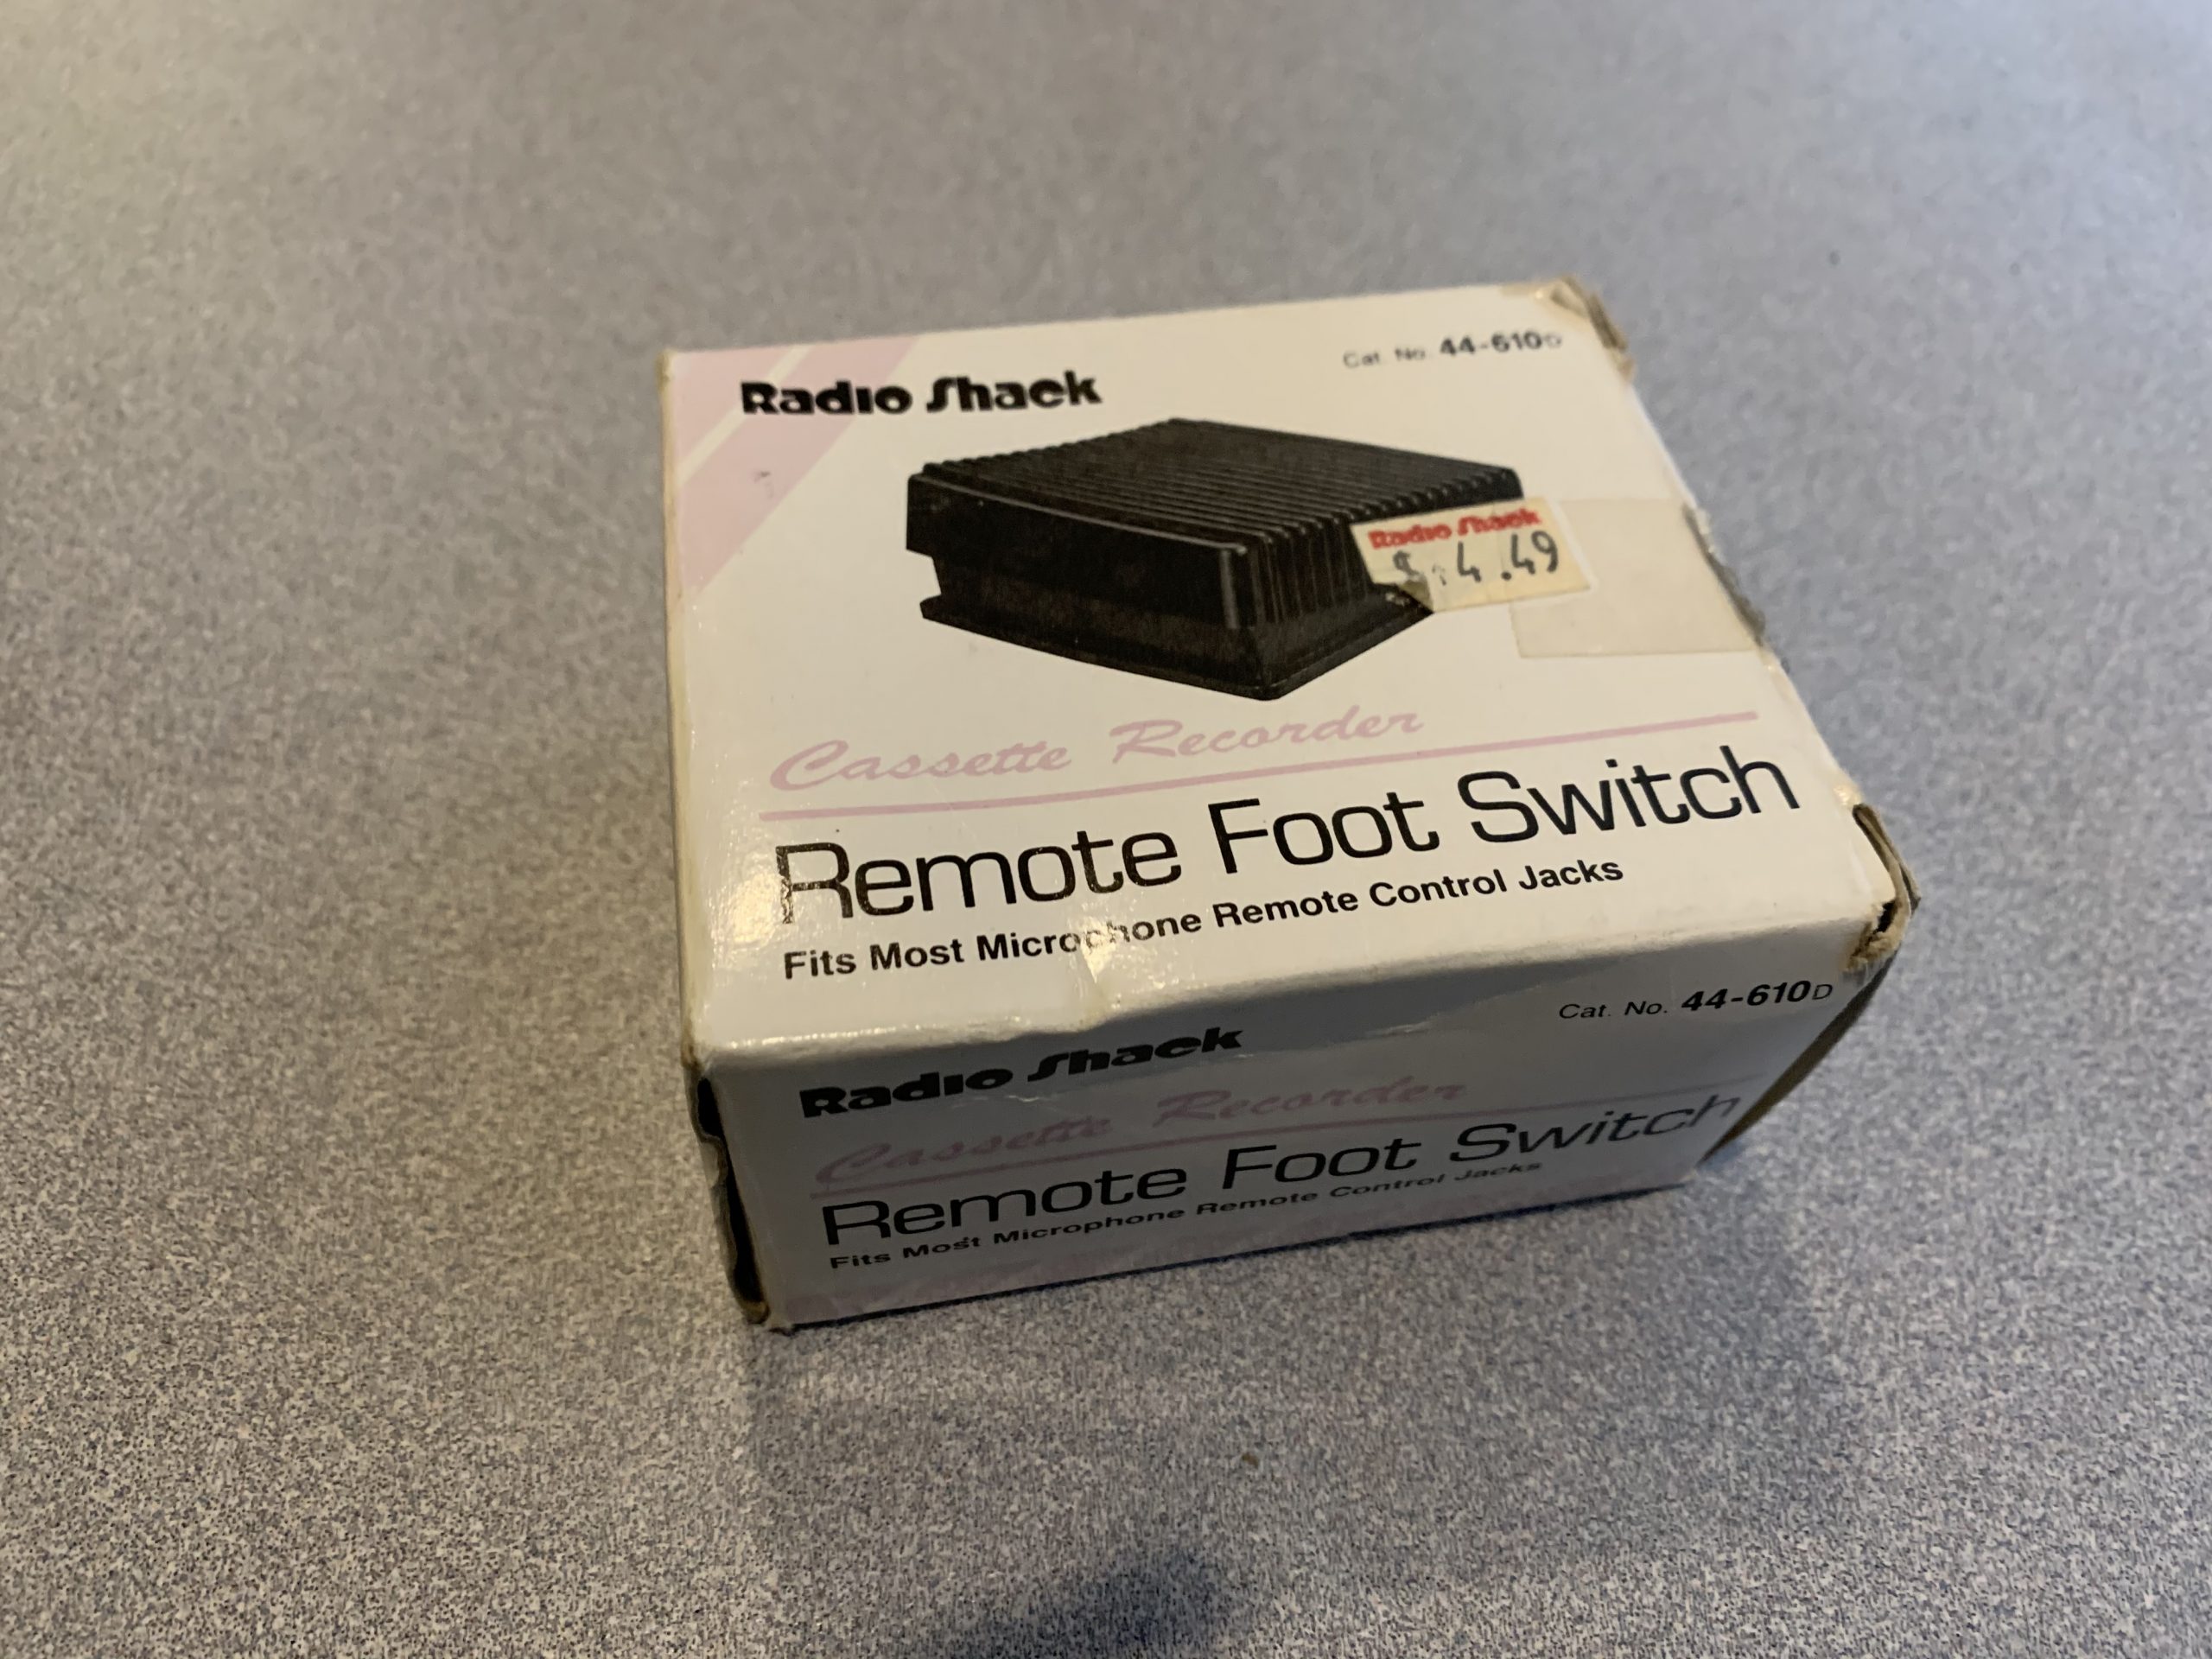 Radio Shack
Cat. No. 44-610D
Radio Shack
$ 4.49
Cassette Recorder
Remote Foot Switch
Fits Most Microphone Remote Control Jacks
Radio Shack
Cat. No. 44-610D
Cassette Recorder
Remote Foot Switch
Fits Most Microphone Remote Control Jacks